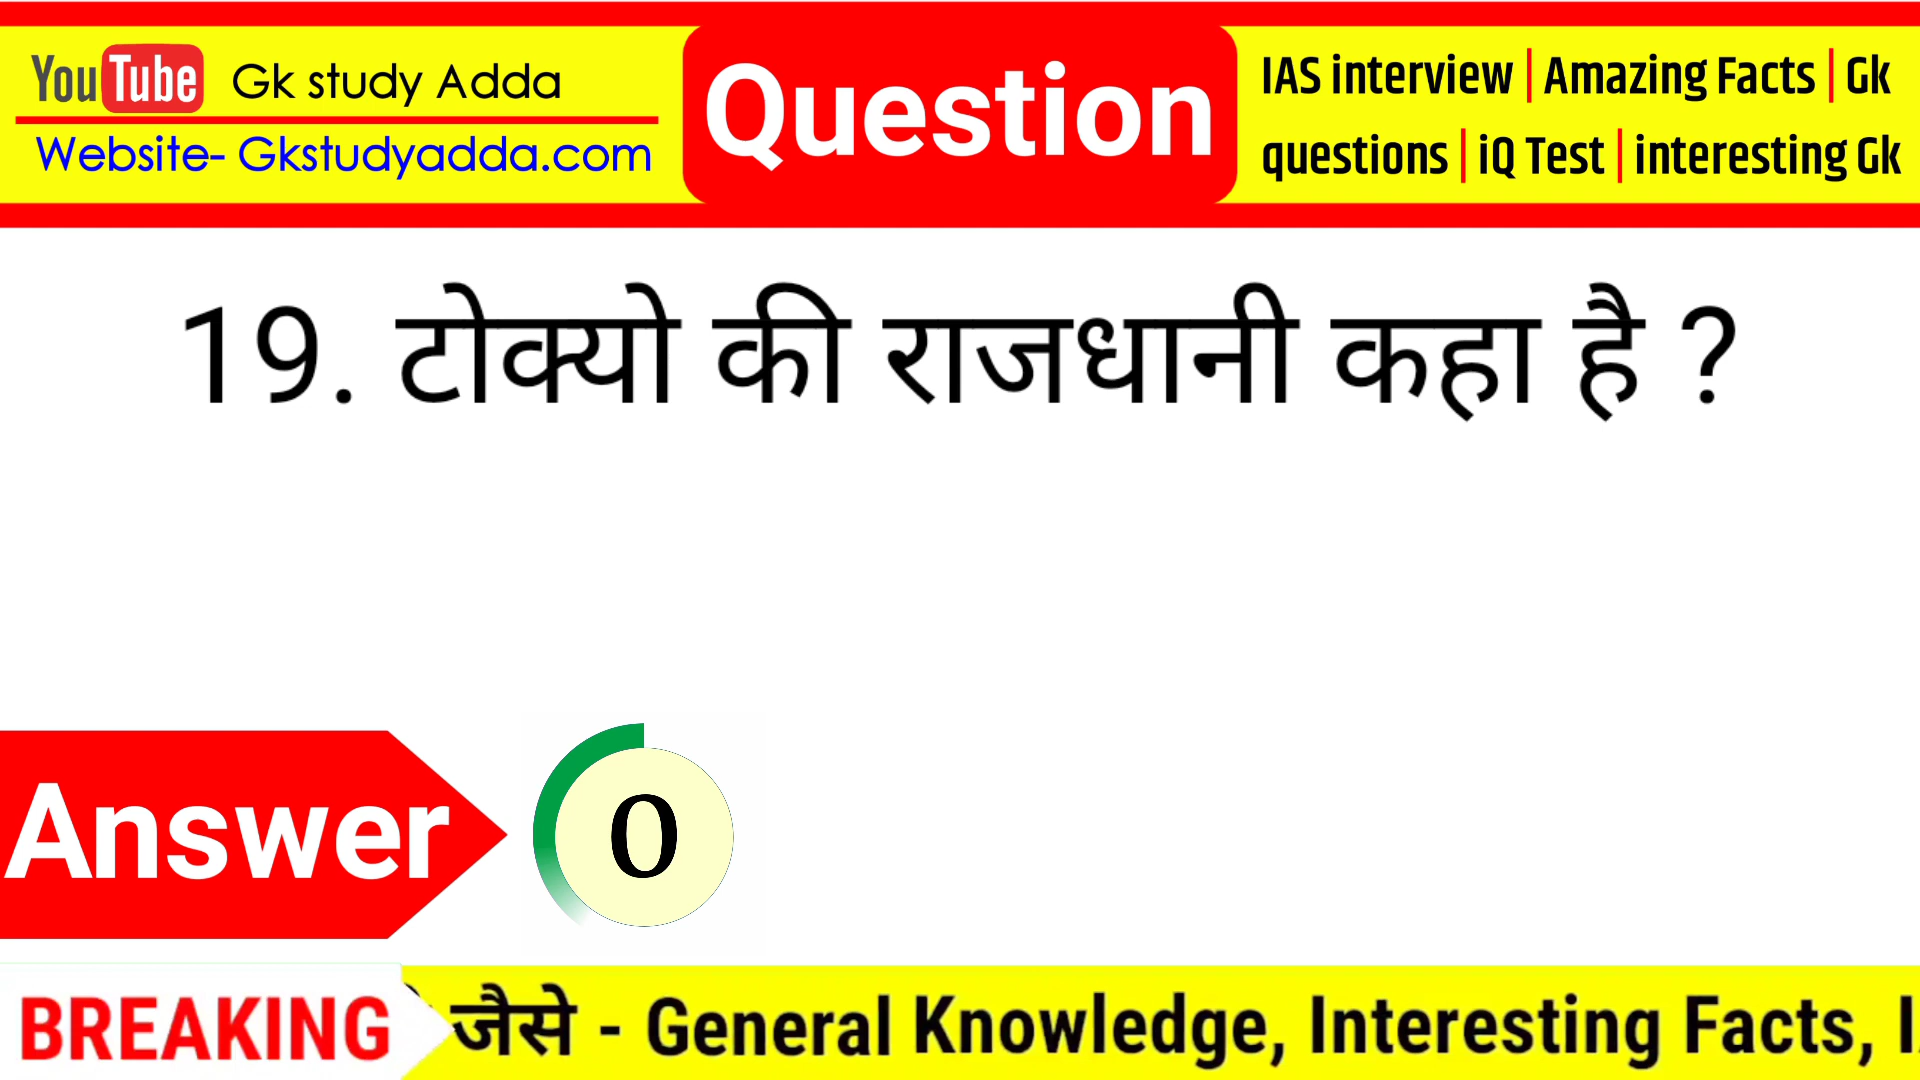 YouTube Gk study Adda
Website- Gkstudyadda.com
Question
IAS interview | Amazing Facts | Gk
questions | iQ Test | interesting Gk
19. टोक्यो की राजधानी कहा है ?
Answer
0
BREAKING
जैसे - General Knowledge, Interesting Facts, I